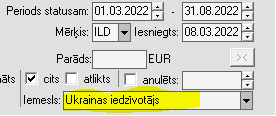 Periods statusam: 01.03.2022 - 31.08.2022
Mērķis: ILD Iesniegts: 08.03.2022
Parāds: EUR
nāts cits atlikts anulēts:
Iemesls: Ukrainas iedzīvotājs